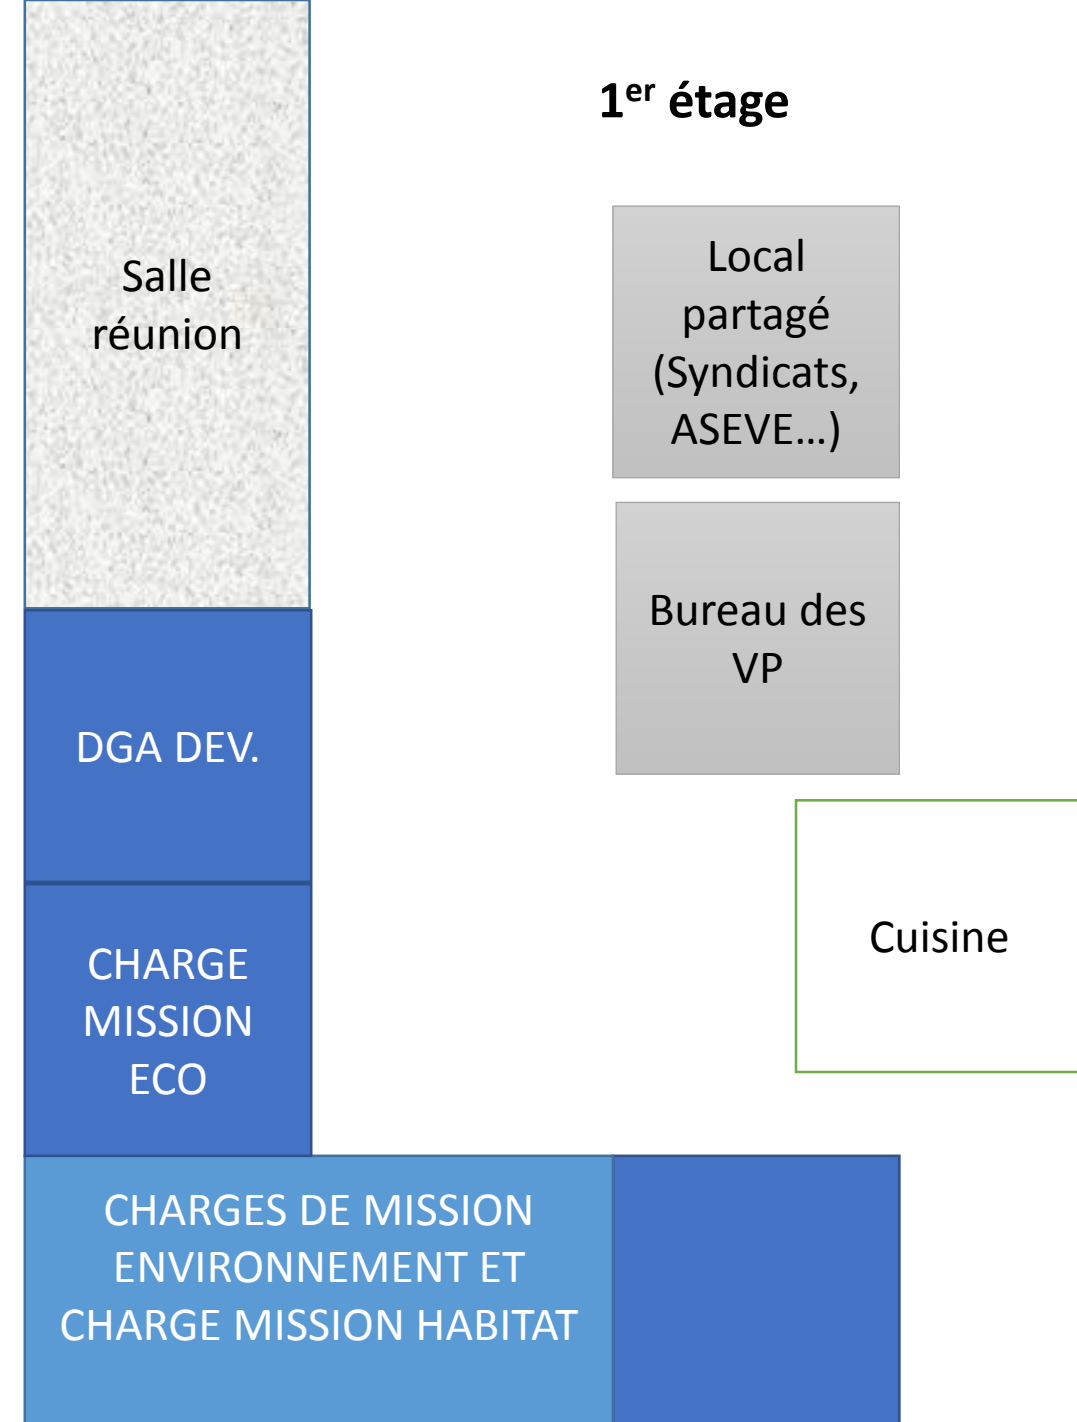 1er étage
Salle
réunion
Local
partagé
(Syndicats,
ASEVE...)
Bureau des
VP
DGA DEV.
Cuisine
CHARGE
MISSION
ECO
CHARGES DE MISSION
ENVIRONNEMENT ET
CHARGE MISSION HABITAT